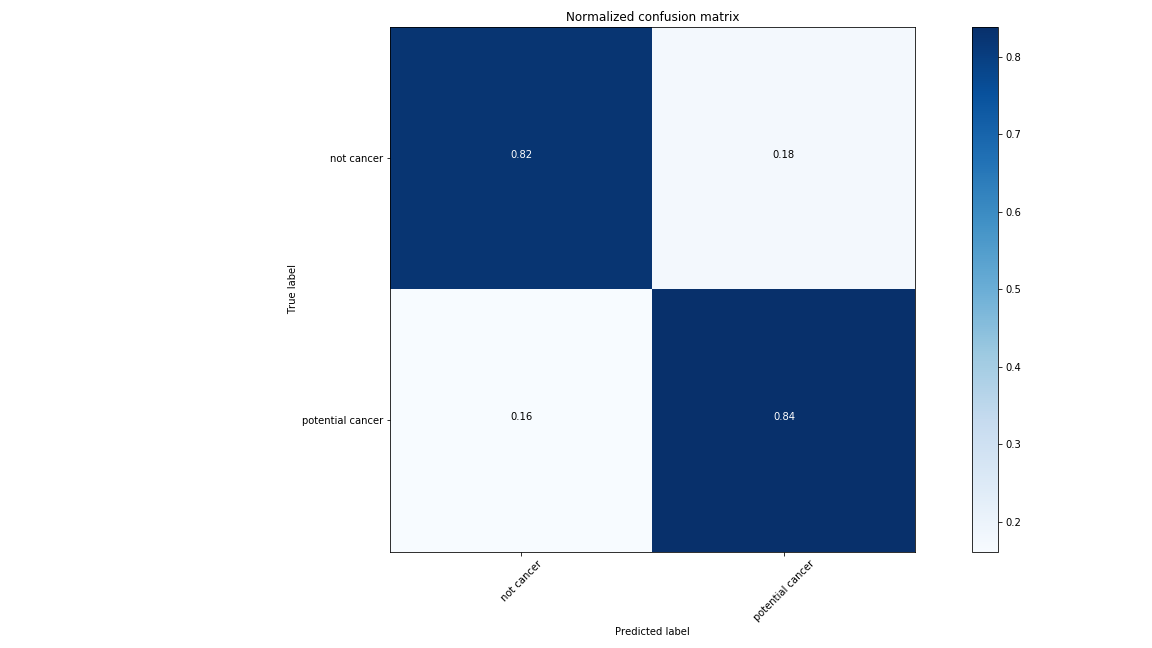 Normalized confusion matrix
not cancer
0.82
0.18
potential cancer
0.16
0.84
True label
not cancer
potential cancer
Predicted label
0.8
0.7
0.6
0.5
0.4
0.3
0.2